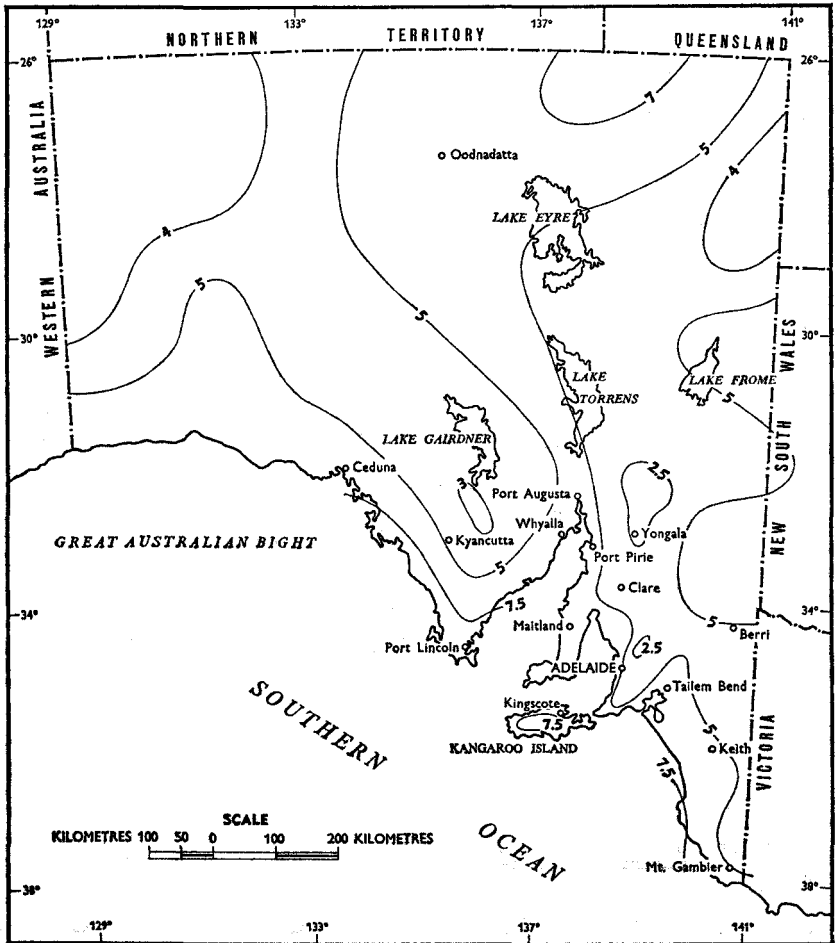 129°
133°
137°
141°
NORTHERN TERRITORY
QUEENSLAND
26°
26°
7
5
4
WESTERN AUSTRALIA
Oodnadatta
LAKE EYRE
4
5
5
30°
30°
NEW SOUTH WALES
LAKE
TORRENS
LAKE FROME
5
LAKE GAIRDNER
Ceduna
3
2.5
Port Augusta
Whyalla
Yongala
Kyancutta
GREAT AUSTRALIAN BIGHT
Port Pirie
5
Clare
7.5
34°
34°
Maitland
5
Berri
Port Lincoln
2.5
ADELAIDE
Tailem Bend
Kingscote
7.5
KANGAROO ISLAND
5
Keith
VICTORIA
7.5
SOUTHERN
OCEAN
SCALE
KILOMETRES 100 50 0 100 200 KILOMETRES
Mt. Gambier
38°
38°
129°
133°
137°
141°